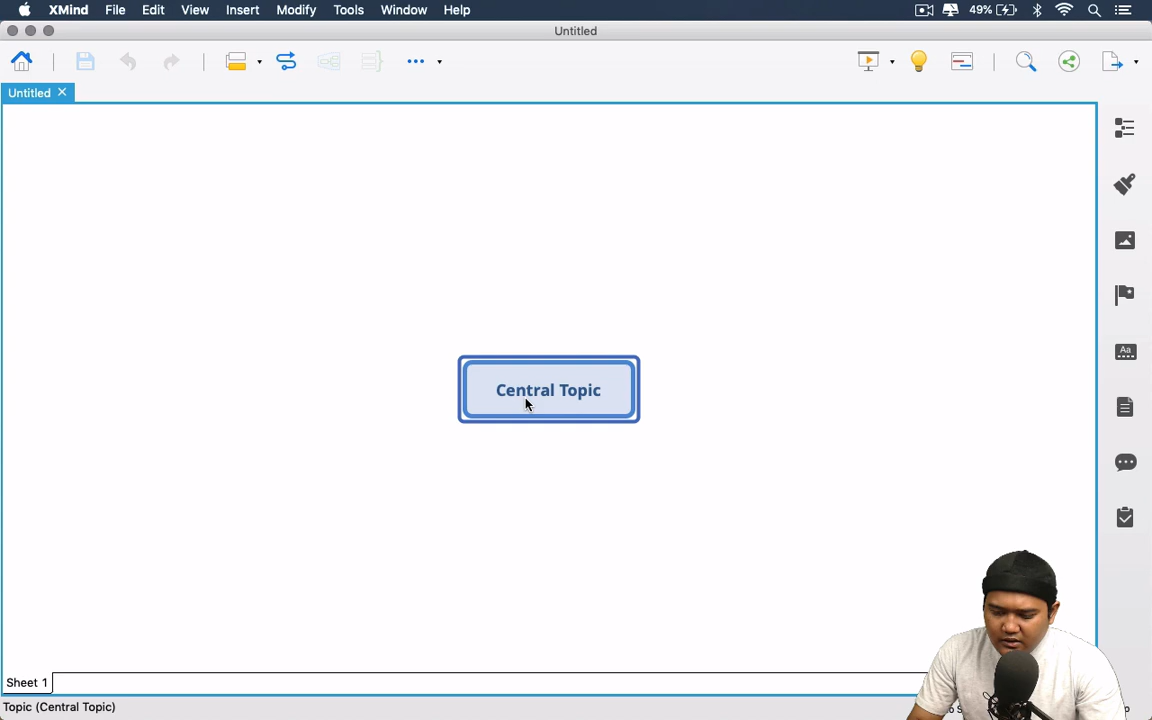 XMind File Edit View Insert Modify Tools Window Help 49%
Untitled
Untitled
Aa
Central Topic
Sheet 1
Topic (Central Topic)